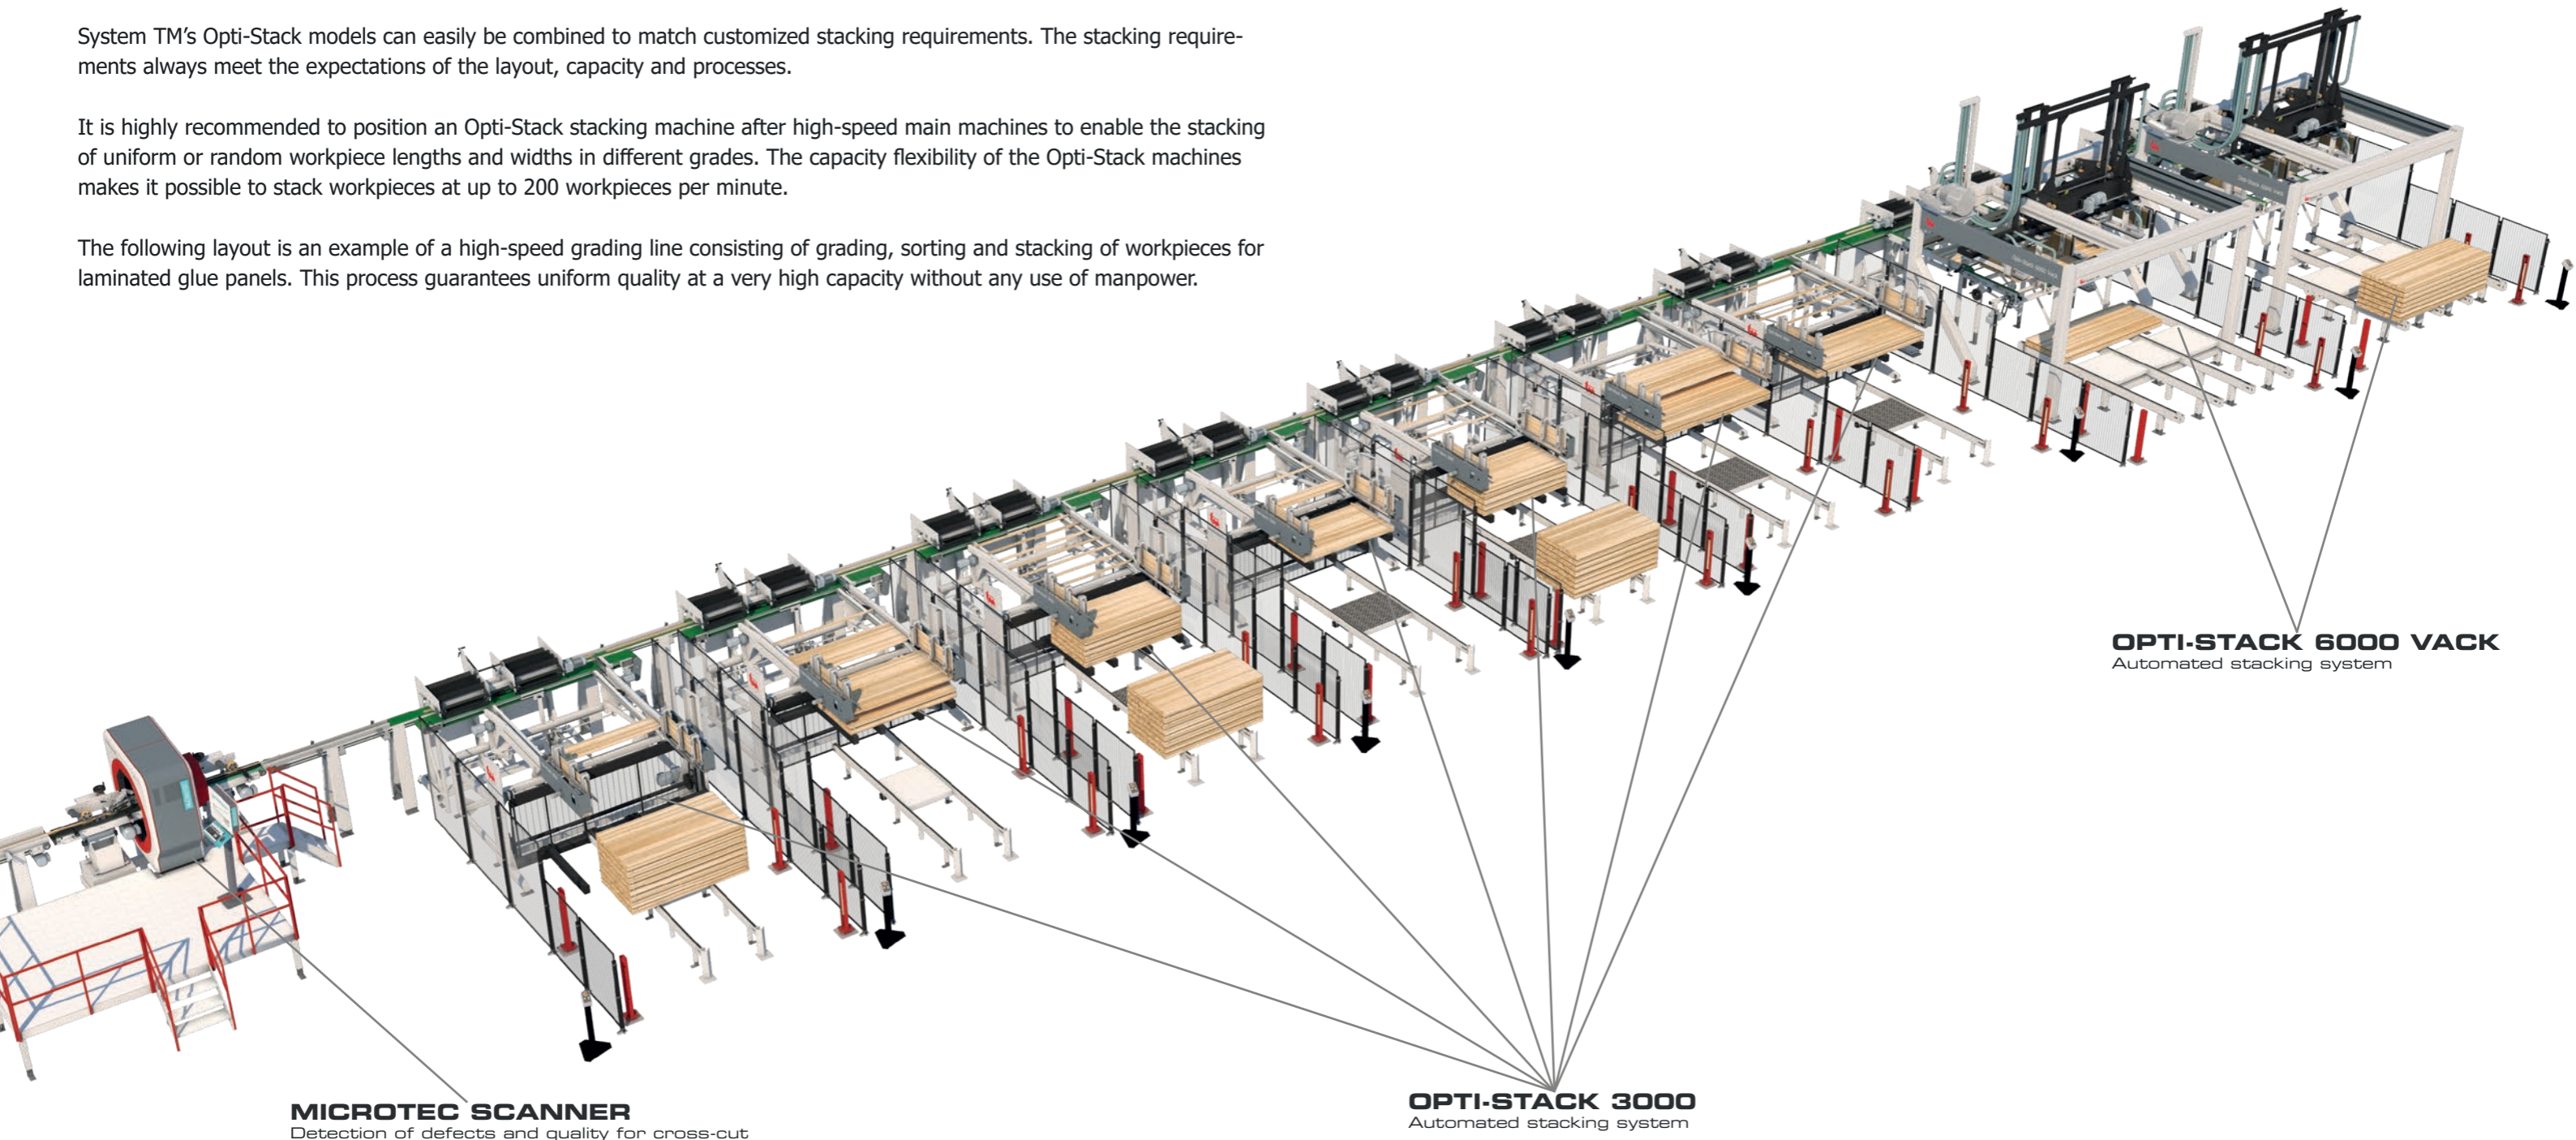 System TM's Opti-Stack models can easily be combined to match customized stacking requirements. The stacking require-
ments always meet the expectations of the layout, capacity and processes.
It is highly recommended to position an Opti-Stack stacking machine after high-speed main machines to enable the stacking
of uniform or random workpiece lengths and widths in different grades. The capacity flexibility of the Opti-Stack machines
makes it possible to stack workpieces at up to 200 workpieces per minute.
The following layout is an example of a high-speed grading line consisting of grading, sorting and stacking of workpieces for
laminated glue panels. This process guarantees uniform quality at a very high capacity without any use of manpower.
OPTI-STACK 6000 VACK
Automated stacking system
OPTI-STACK 3000
Automated stacking system
MICROTEC SCANNER
Detection of defects and quality for cross-cut